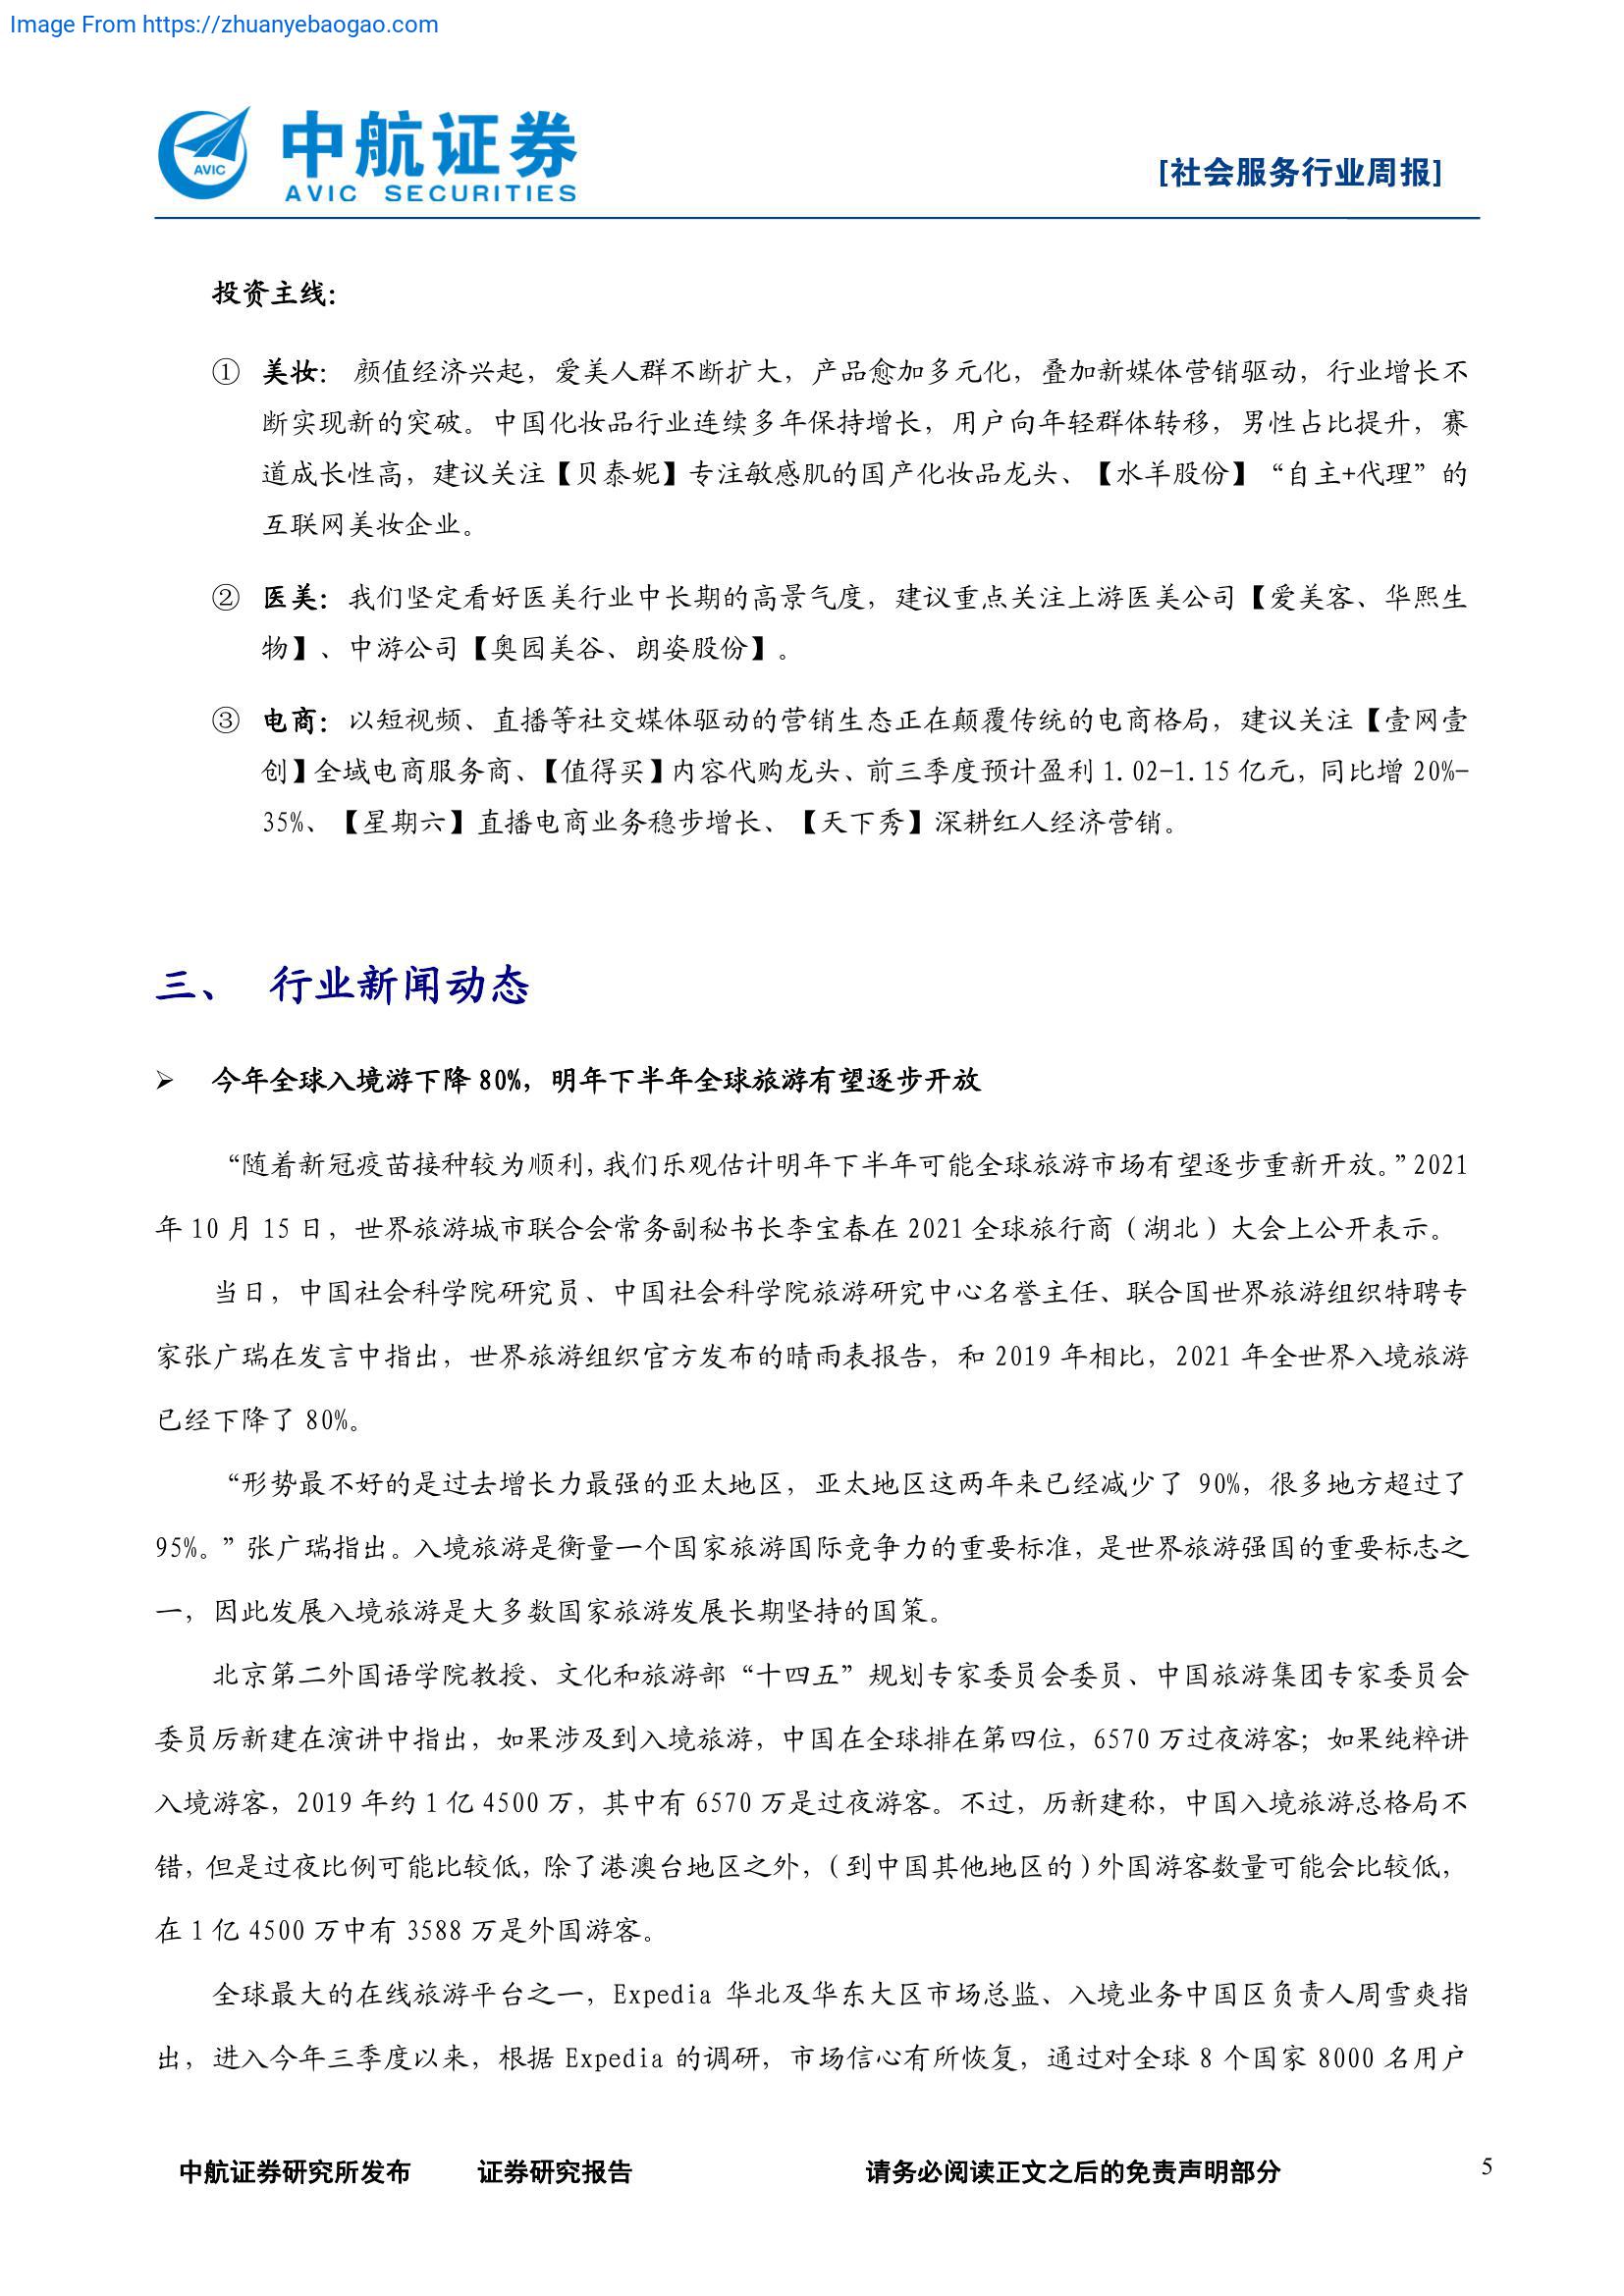 Image From https://zhuanyebaogao.com
AVIC
中航证券
AVIC SECURITIES
[社会服务行业周报]
投资主线：
① 美妆： 颜值经济兴起，爱美人群不断扩大，产品愈加多元化，叠加新媒体营销驱动，行业增长不
断实现新的突破。中国化妆品行业连续多年保持增长，用户向年轻群体转移，男性占比提升，赛
道成长性高，建议关注【贝泰妮】专注敏感肌的国产化妆品龙头、【水羊股份】“自主+代理”的
互联网美妆企业。
② 医美：我们坚定看好医美行业中长期的高景气度，建议重点关注上游医美公司【爱美客、华熙生
物】、中游公司【奥园美谷、朗姿股份】。
③ 电商：以短视频、直播等社交媒体驱动的营销生态正在颠覆传统的电商格局，建议关注【壹网壹
创】全域电商服务商、【值得买】内容代购龙头、前三季度预计盈利 1.02-1.15 亿元，同比增 20%-
35%、【星期六】直播电商业务稳步增长、【天下秀】深耕红人经济营销。
三、 行业新闻动态
➢ 今年全球入境游下降 80%，明年下半年全球旅游有望逐步开放
“随着新冠疫苗接种较为顺利，我们乐观估计明年下半年可能全球旅游市场有望逐步重新开放。”2021
年 10 月 15 日，世界旅游城市联合会常务副秘书长李宝春在 2021 全球旅行商（湖北）大会上公开表示。
当日，中国社会科学院研究员、中国社会科学院旅游研究中心名誉主任、联合国世界旅游组织特聘专
家张广瑞在发言中指出，世界旅游组织官方发布的晴雨表报告，和 2019 年相比，2021 年全世界入境旅游
已经下降了 80%。
“形势最不好的是过去增长力最强的亚太地区，亚太地区这两年来已经减少了 90%，很多地方超过了
95%。”张广瑞指出。入境旅游是衡量一个国家旅游国际竞争力的重要标准，是世界旅游强国的重要标志之
一，因此发展入境旅游是大多数国家旅游发展长期坚持的国策。
北京第二外国语学院教授、文化和旅游部“十四五”规划专家委员会委员、中国旅游集团专家委员会
委员厉新建在演讲中指出，如果涉及到入境旅游，中国在全球排在第四位，6570 万过夜游客；如果纯粹讲
入境游客，2019 年约 1 亿 4500 万，其中有 6570 万是过夜游客。不过，历新建称，中国入境旅游总格局不
错，但是过夜比例可能比较低，除了港澳台地区之外，（到中国其他地区的）外国游客数量可能会比较低，
在 1 亿 4500 万中有 3588 万是外国游客。
全球最大的在线旅游平台之一，Expedia 华北及华东大区市场总监、入境业务中国区负责人周雪爽指
出，进入今年三季度以来，根据 Expedia 的调研，市场信心有所恢复，通过对全球 8 个国家 8000 名用户
中航证券研究所发布 证券研究报告 请务必阅读正文之后的免责声明部分 5